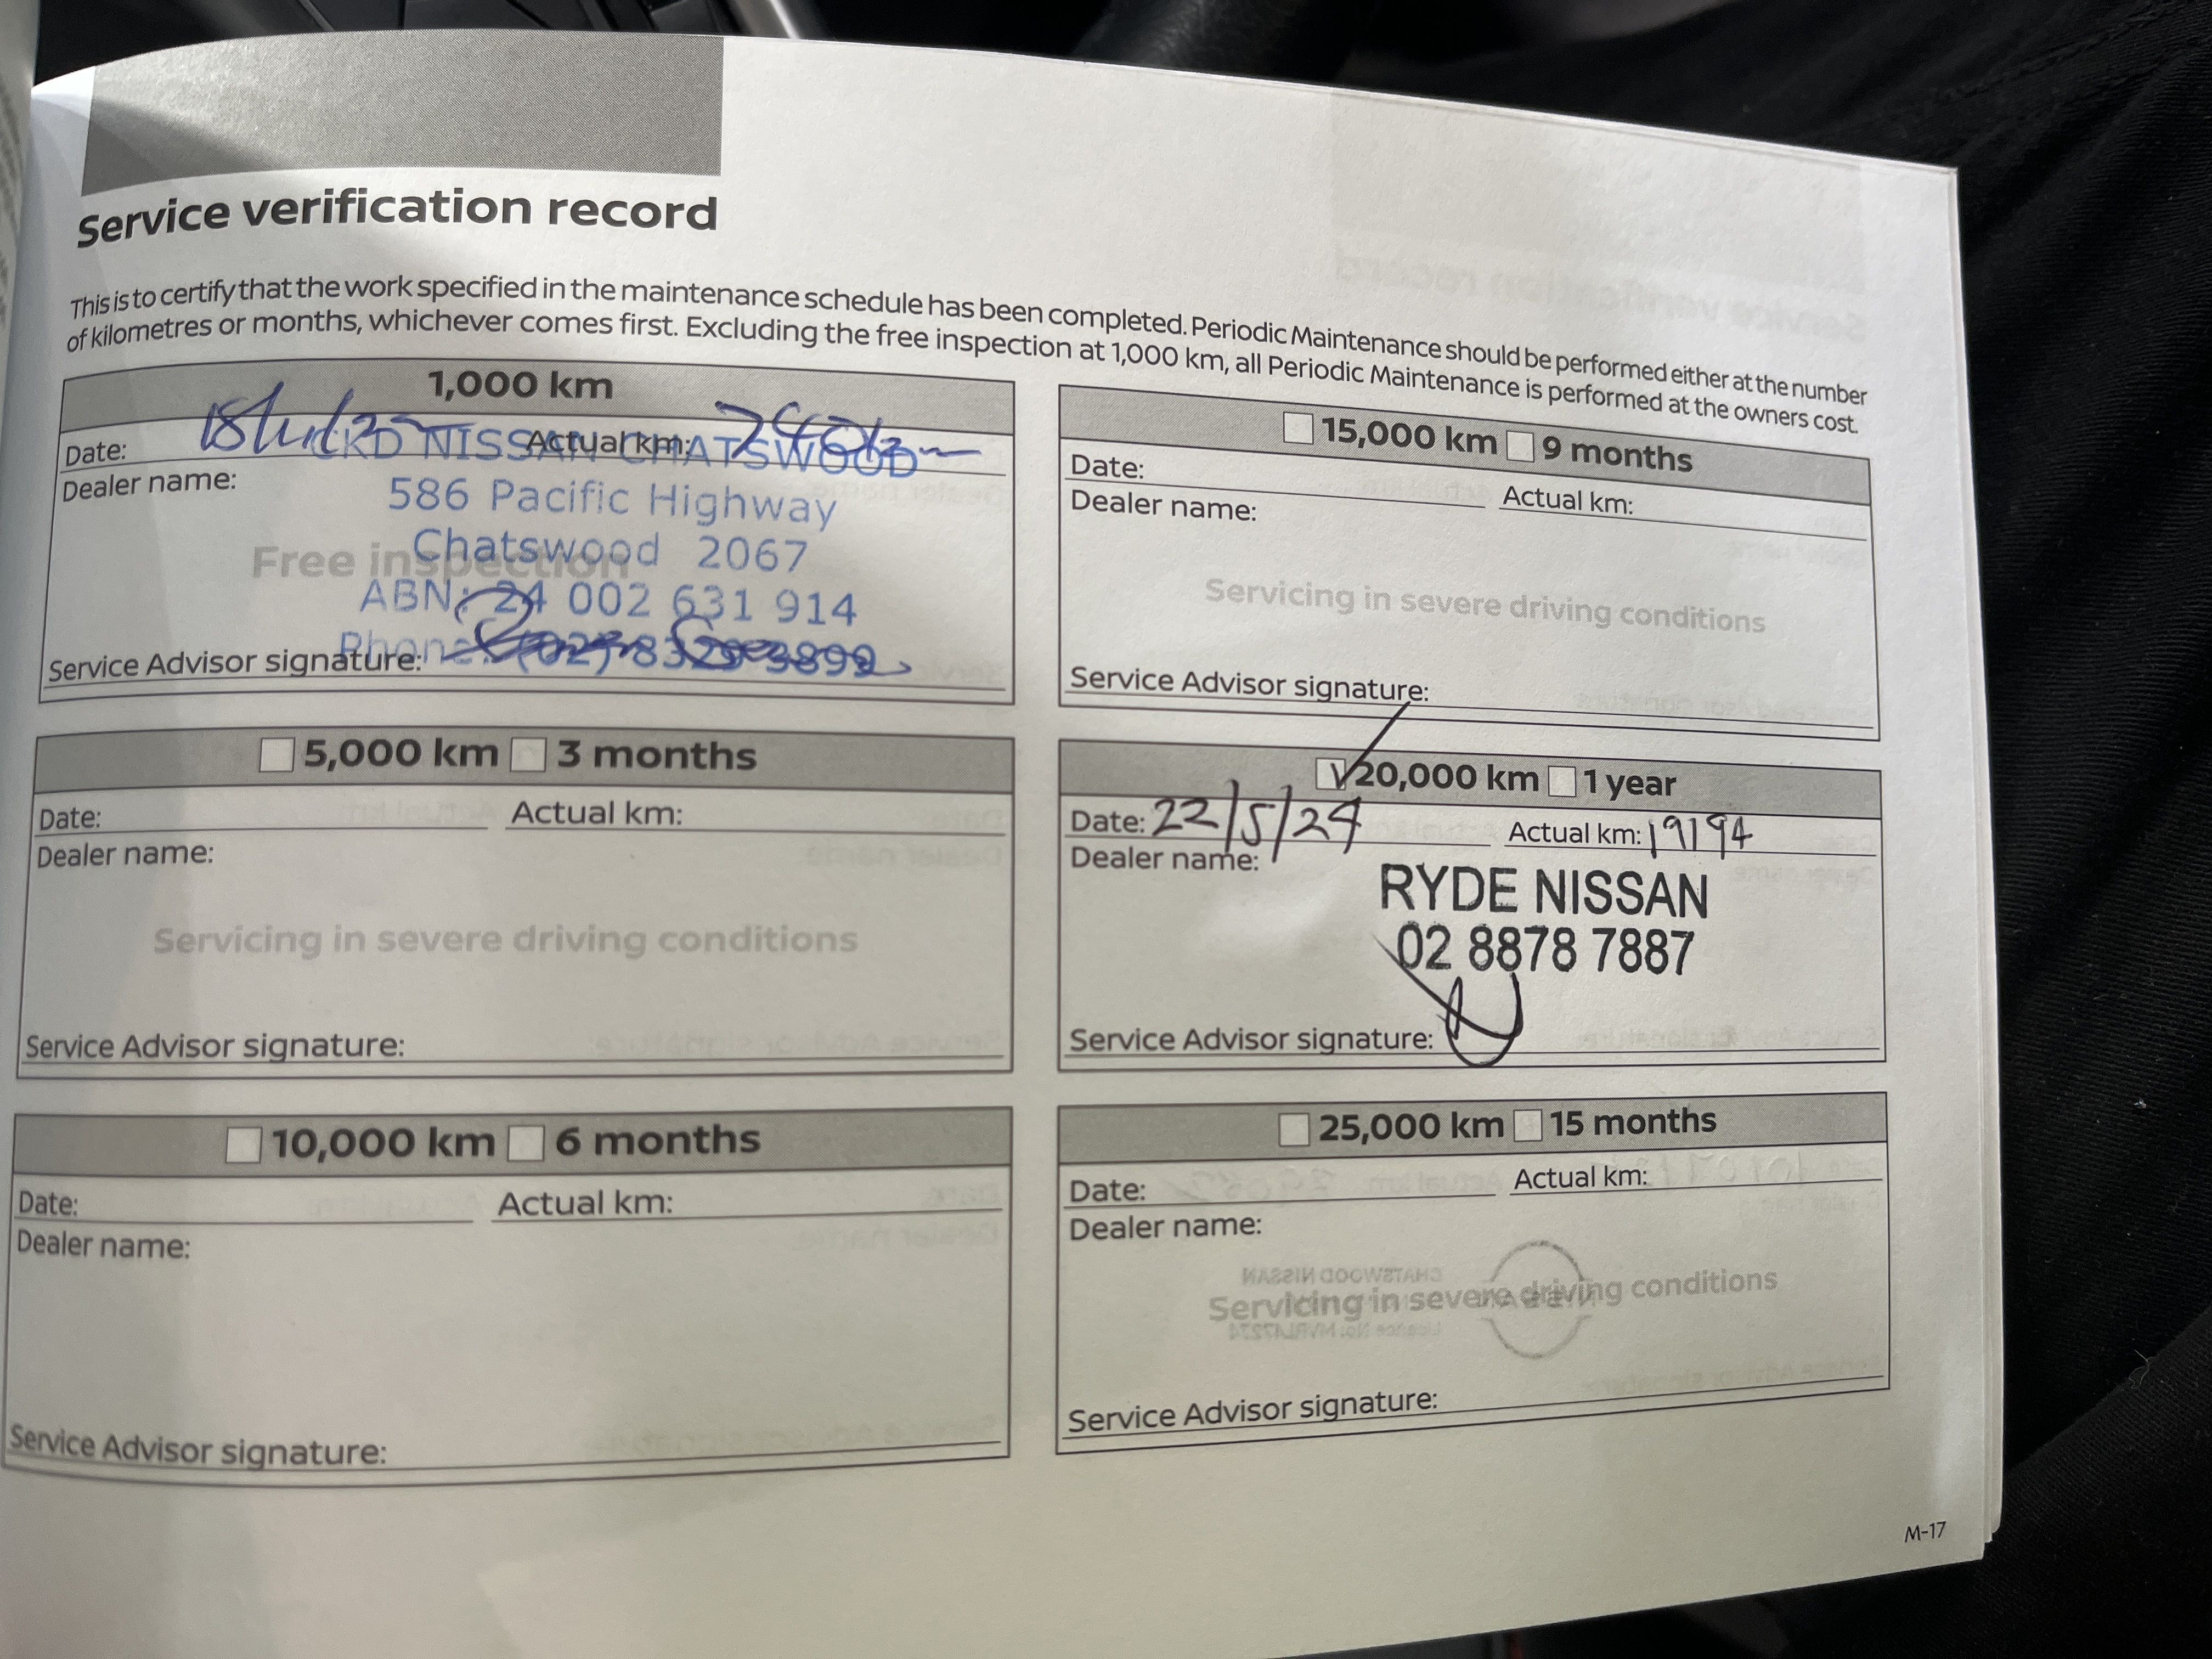 Service verification record
This is to certify that the work specified in the maintenance schedule has been completed. Periodic Maintenance should be performed either at the number
of kilometres or months, whichever comes first. Excluding the free inspection at 1,000 km, all Periodic Maintenance is performed at the owners cost.
1,000 km
Date: Actual km:
NISSAN CHATSWOOD
Dealer name:
586 Pacific Highway
Chatswood 2067
Free inspection
ABN: 24 002 631 914
Phone: (02)
Service Advisor signature:
5,000 km 3 months
Date: Actual km:
Dealer name:
Servicing in severe driving conditions
Service Advisor signature:
10,000 km 6 months
Date: Actual km:
Dealer name:
Service Advisor signature:
15,000 km 9 months
Date: Actual km:
Dealer name:
Servicing in severe driving conditions
Service Advisor signature:
20,000 km 1 year
Date: 22/5/24 Actual km: 19194
Dealer name:
RYDE NISSAN
02 8878 7887
Service Advisor signature:
25,000 km 15 months
Date: Actual km:
Dealer name:
Servicing in severe driving conditions
Service Advisor signature:
M-17